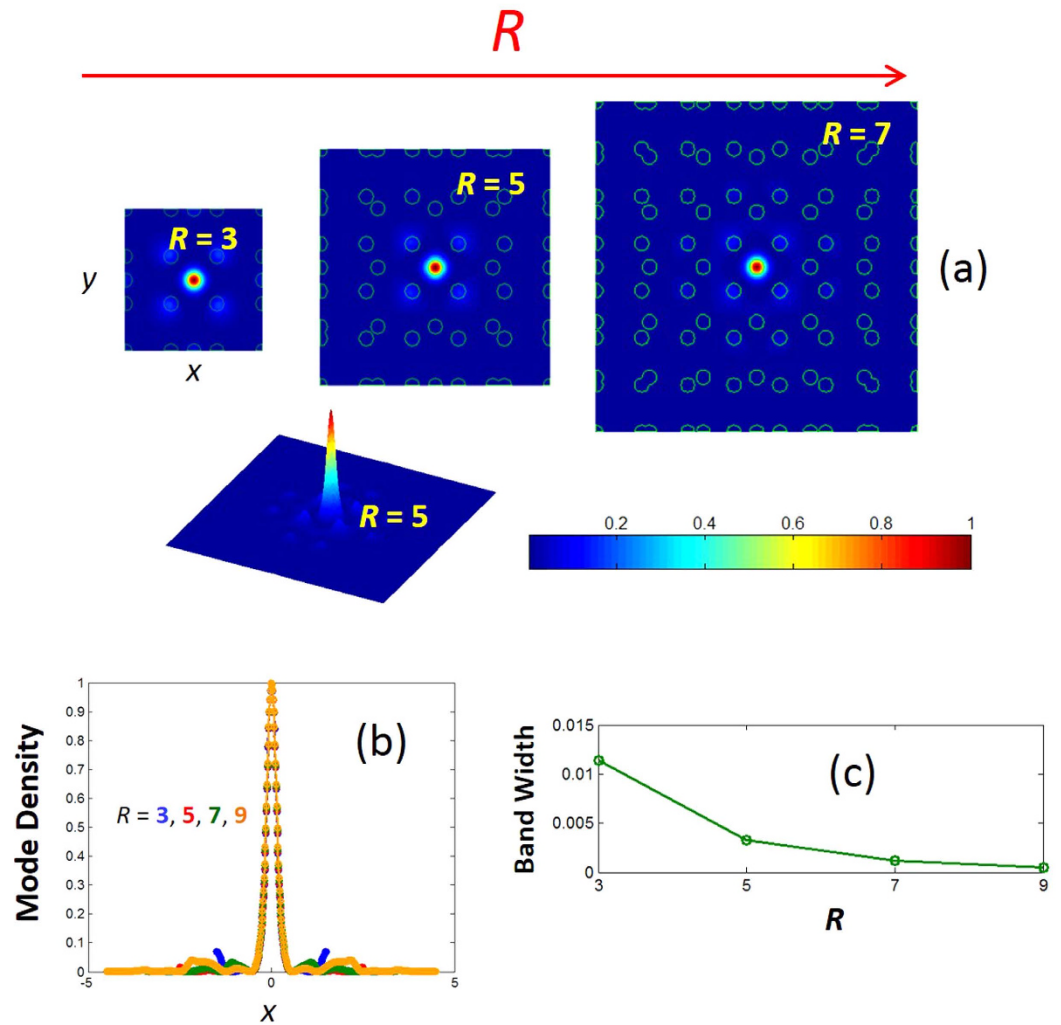 R
R = 7
R = 5
R = 3
(a)
y
x
R = 5
0.2 0.4 0.6 0.8 1
(b)
Mode Density
1
0.9
0.8
0.7
0.6
0.5
0.4
0.3
0.2
0.1
0
R = 3, 5, 7, 9
-5 0 5
x
(c)
Band Width
0.015
0.01
0.005
0
3 5 7 9
R